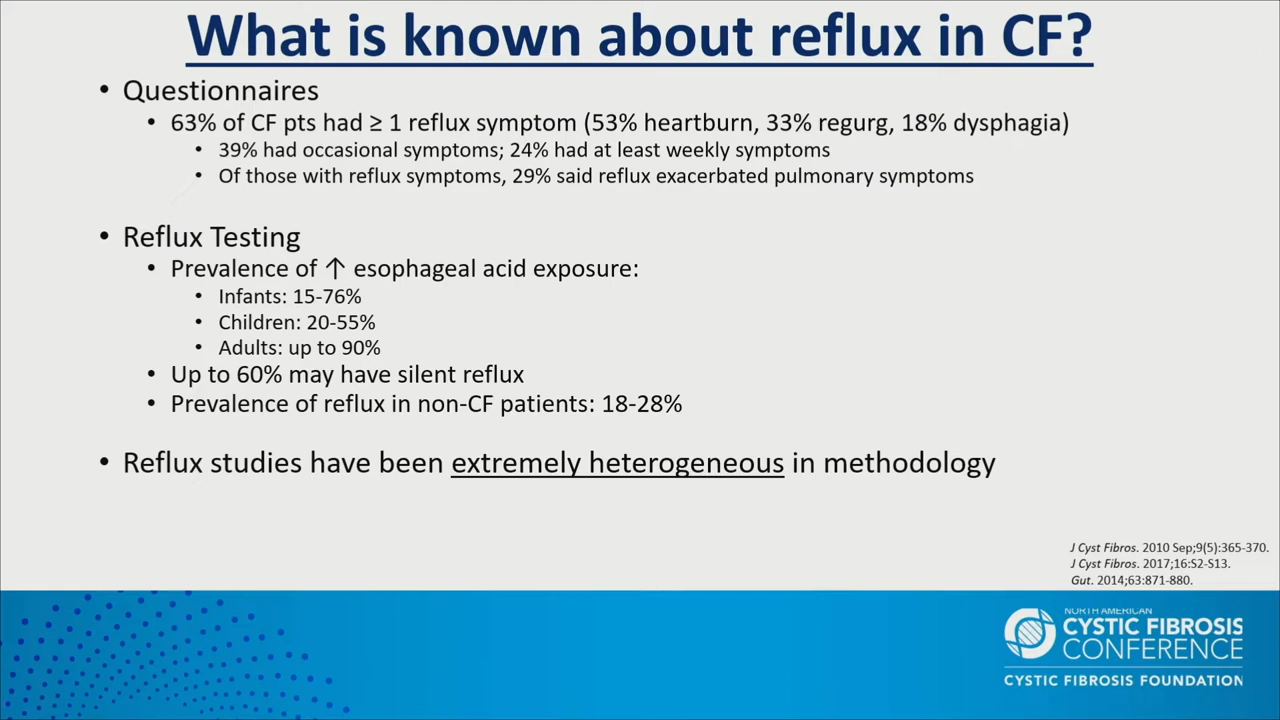 What is known about reflux in CF?
• Questionnaires
• 63% of CF pts had ≥ 1 reflux symptom (53% heartburn, 33% regurg, 18% dysphagia)
• 39% had occasional symptoms; 24% had at least weekly symptoms
• Of those with reflux symptoms, 29% said reflux exacerbated pulmonary symptoms
• Reflux Testing
• Prevalence of ↑ esophageal acid exposure:
• Infants: 15-76%
• Children: 20-55%
• Adults: up to 90%
• Up to 60% may have silent reflux
• Prevalence of reflux in non-CF patients: 18-28%
• Reflux studies have been extremely heterogeneous in methodology
J Cyst Fibros. 2010 Sep;9(5):365-370.
J Cyst Fibros. 2017;16:S2-S13.
Gut. 2014;63:871-880.
NORTH AMERICAN
CYSTIC FIBROSIS
CONFERENCE
CYSTIC FIBROSIS FOUNDATION